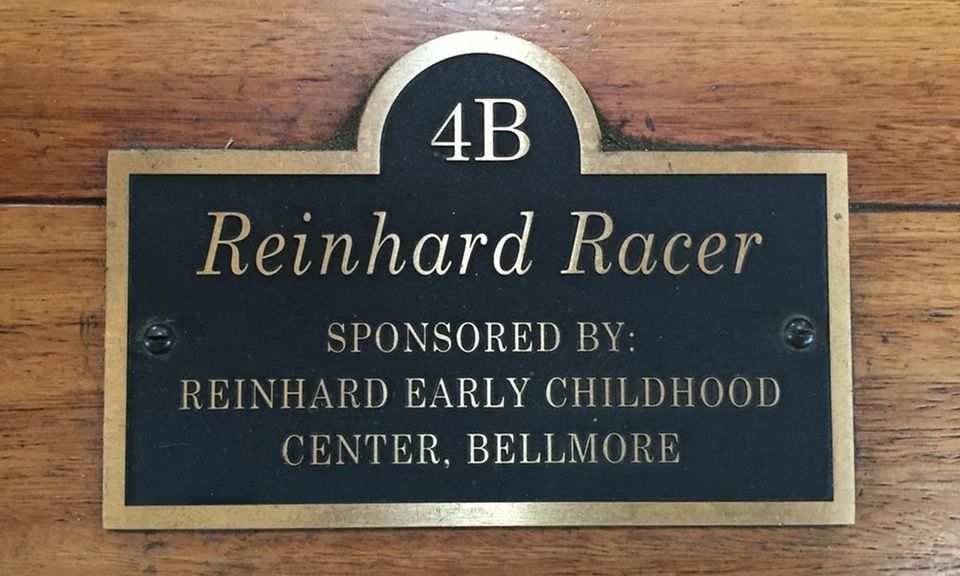 4B
Reinhard Racer
SPONSORED BY:
REINHARD EARLY CHILDHOOD
CENTER, BELLMORE